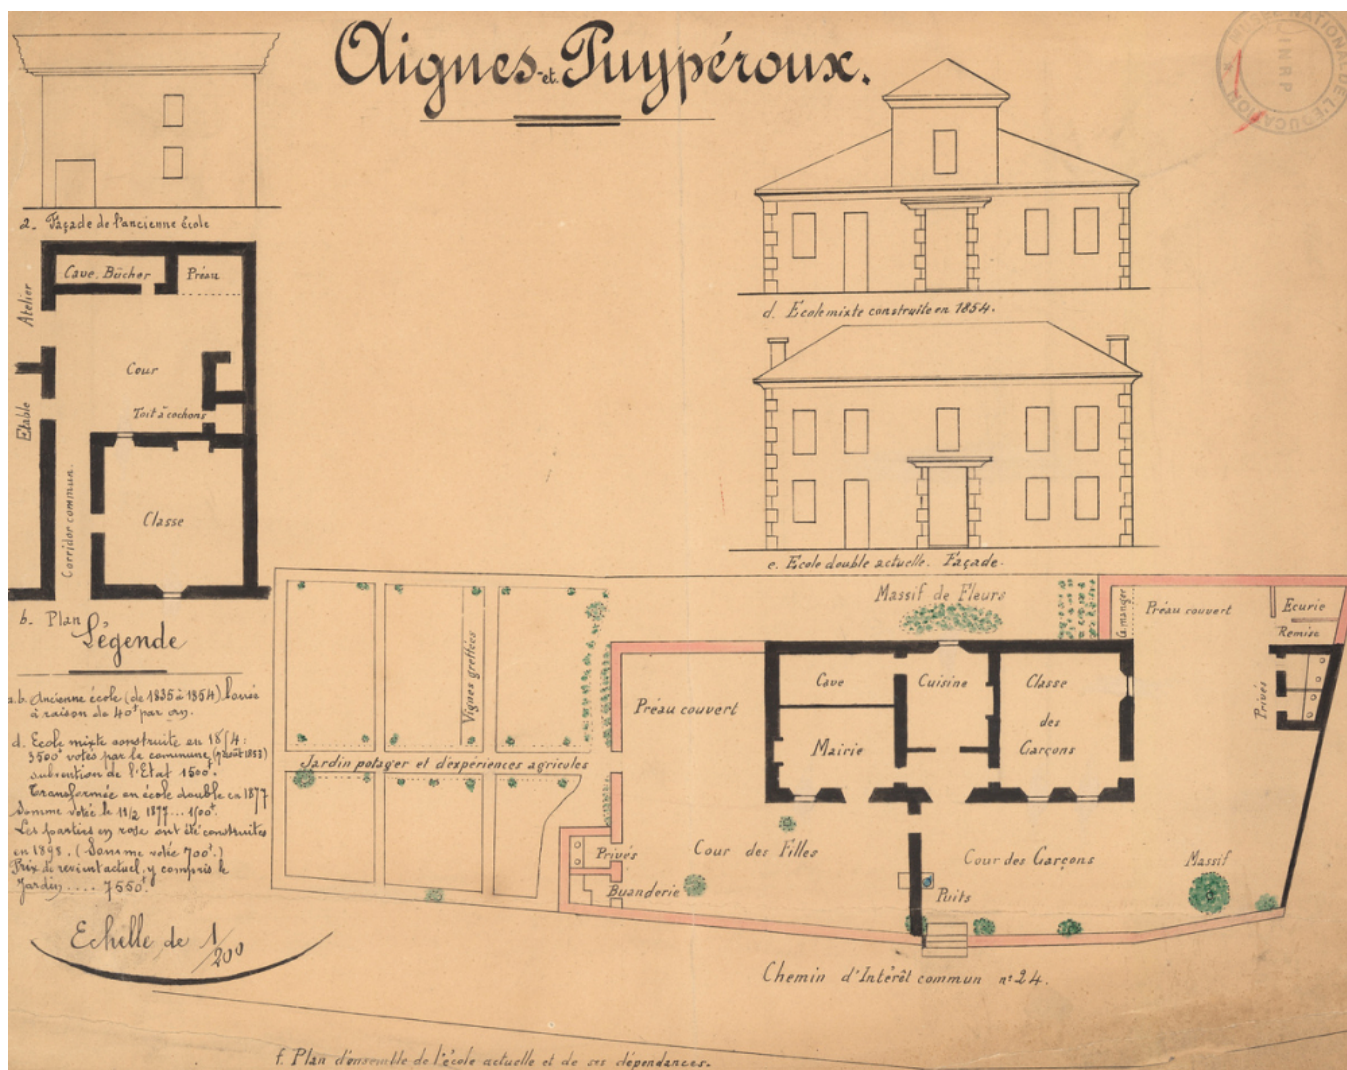 Aignes et Puypéroux.
MUSÉE NATIONAL DE L'ÉDUCATION
INRP
a. Façade de l'ancienne école
Cave. Bûcher
Préau
Atelier
Cour
Etable
Toit à cochons
Corridor commun.
Classe
b. Plan
d. Ecole mixte construite en 1854.
e. Ecole double actuelle. Façade.
Légende
a.b. Ancienne école (de 1835 à 1854) louée
à raison de 40f par an.
d. Ecole mixte construite en 1854:
3500f votés par la commune (7 août 1853)
subvention de l'Etat 1500f.
Transformée en école double en 1877
Somme votée le 11/2 1877...
Les parties en rose ont été construites
en 1898. (Somme votée 700f.)
Prix de revient actuel, y compris le
Jardin .... 7550f.
Echelle de 1/200
Vignes greffées
Jardin potager et d'expériences agricoles
Massif de Fleurs
Préau couvert
Cave
Cuisine
Classe
des
Garçons
Mairie
à manger
Préau couvert
Ecurie
Remise
Privés
Privés
Buanderie
Cour des Filles
Cour des Garçons
Massif
Puits
Chemin d'Intérêt commun n° 24.
f. Plan d'ensemble de l'école actuelle et de ses dépendances.